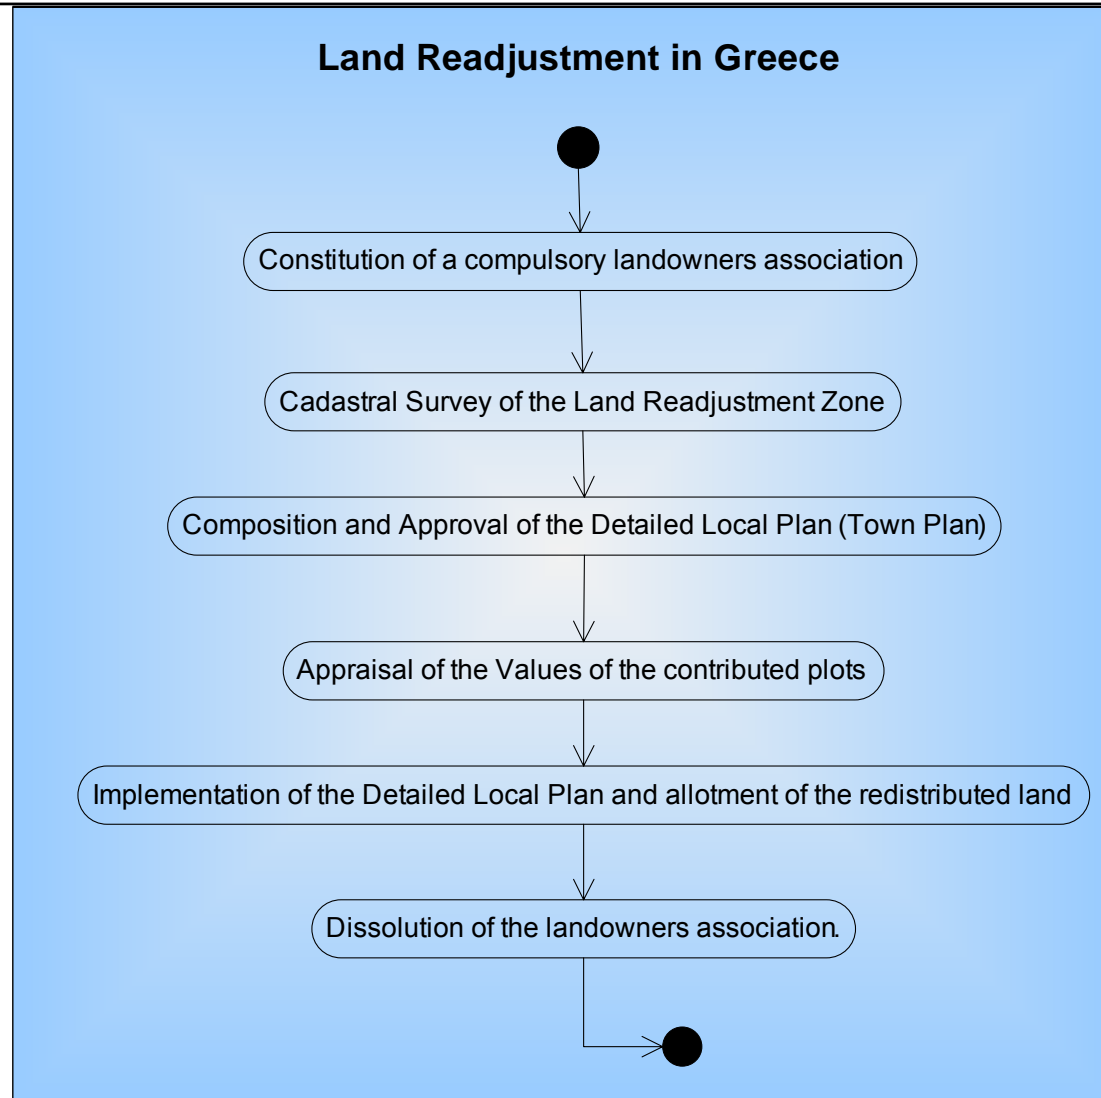 Land Readjustment in Greece
Constitution of a compulsory landowners association
Cadastral Survey of the Land Readjustment Zone
Composition and Approval of the Detailed Local Plan (Town Plan)
Appraisal of the Values of the contributed plots
Implementation of the Detailed Local Plan and allotment of the redistributed land
Dissolution of the landowners association.